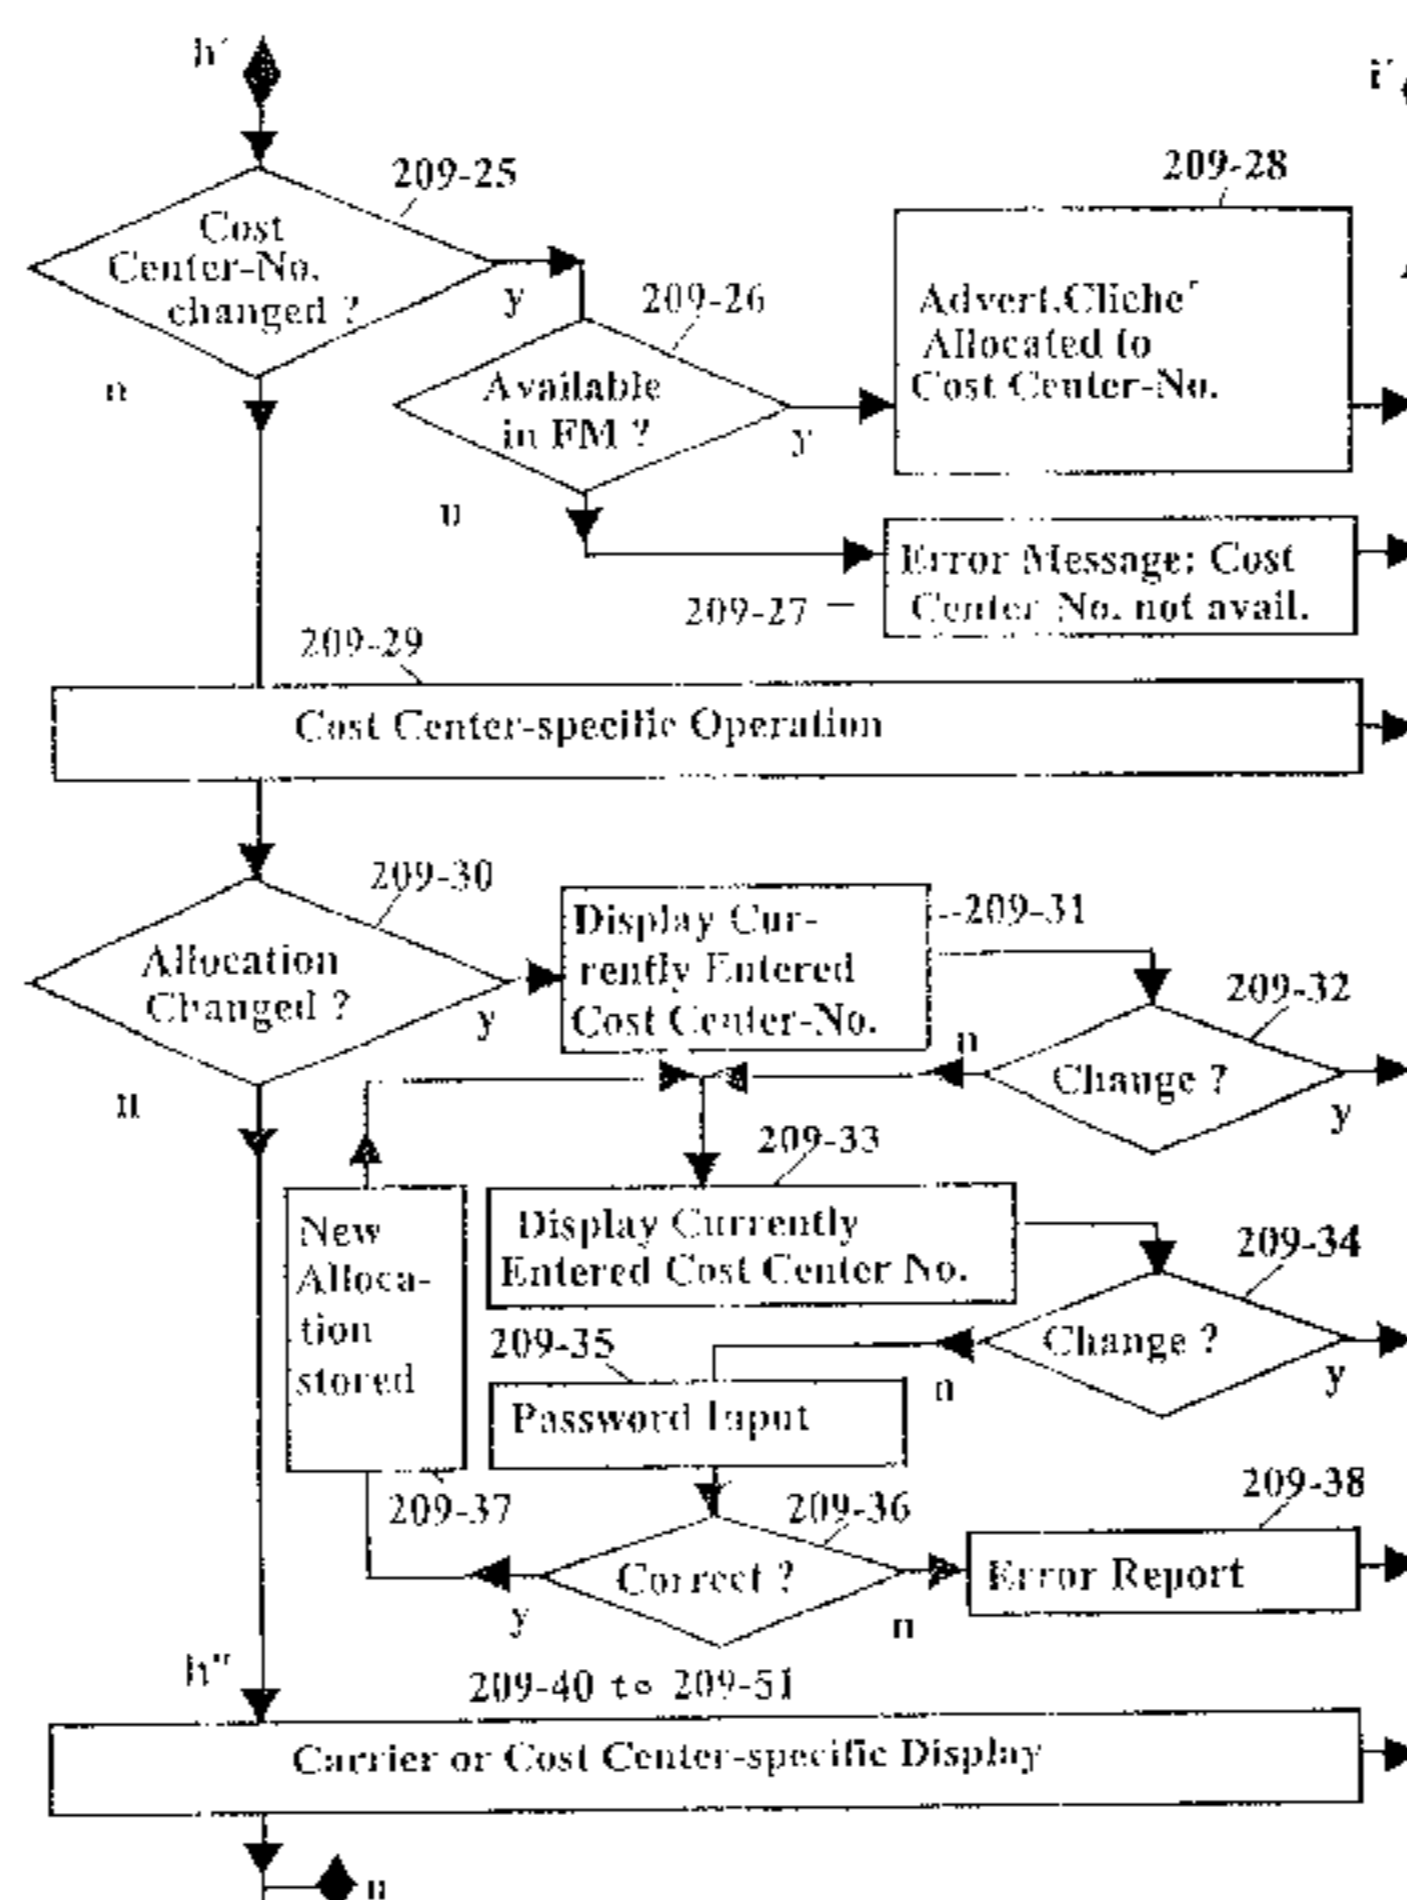 h'
i'
209-25
209-28
Cost
Center-No.
changed ?
y
n
209-26
Available
in FM ?
y
n
Advert.Cliche'
Allocated to
Cost Center-No.
Error Message: Cost
Center No. not avail.
209-27
209-29
Cost Center-specific Operation
209-30
Allocation
Changed ?
y
n
Display Cur-
rently Entered
Cost Center-No.
209-31
209-32
n
Change ?
y
209-33
New
Alloca-
tion
stored
Display Currently
Entered Cost Center No.
209-34
209-35
Change ?
n
y
Password Input
209-37
209-36
209-38
Correct ?
y
n
Error Report
h"
209-40 to 209-51
Carrier or Cost Center-specific Display
n